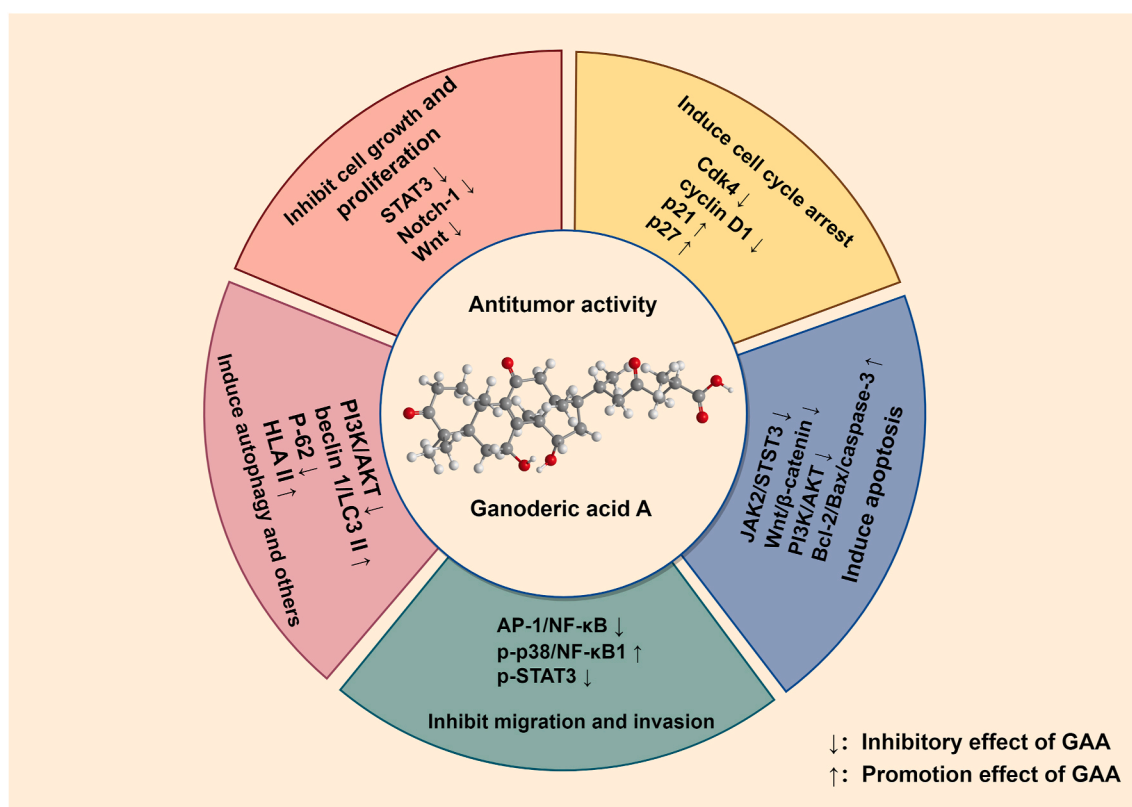 Inhibit cell growth and
proliferation
STAT3 ↓
Notch-1 ↓
Wnt ↓
Induce cell cycle arrest
Cdk4 ↓
cyclin D1 ↓
p21 ↑
p27 ↑
Antitumor activity
Ganoderic acid A
JAK2/STST3 ↓
Wnt/β-catenin ↓
PI3K/AKT ↓
Bcl-2/Bax/caspase-3 ↑
Induce apoptosis
PI3K/AKT ↓
beclin 1/LC3 II ↑
P-62 ↓
HLA II ↑
Induce autophagy and others
AP-1/NF-κB ↓
p-p38/NF-κB1 ↑
p-STAT3 ↓
Inhibit migration and invasion
↓: Inhibitory effect of GAA
↑: Promotion effect of GAA